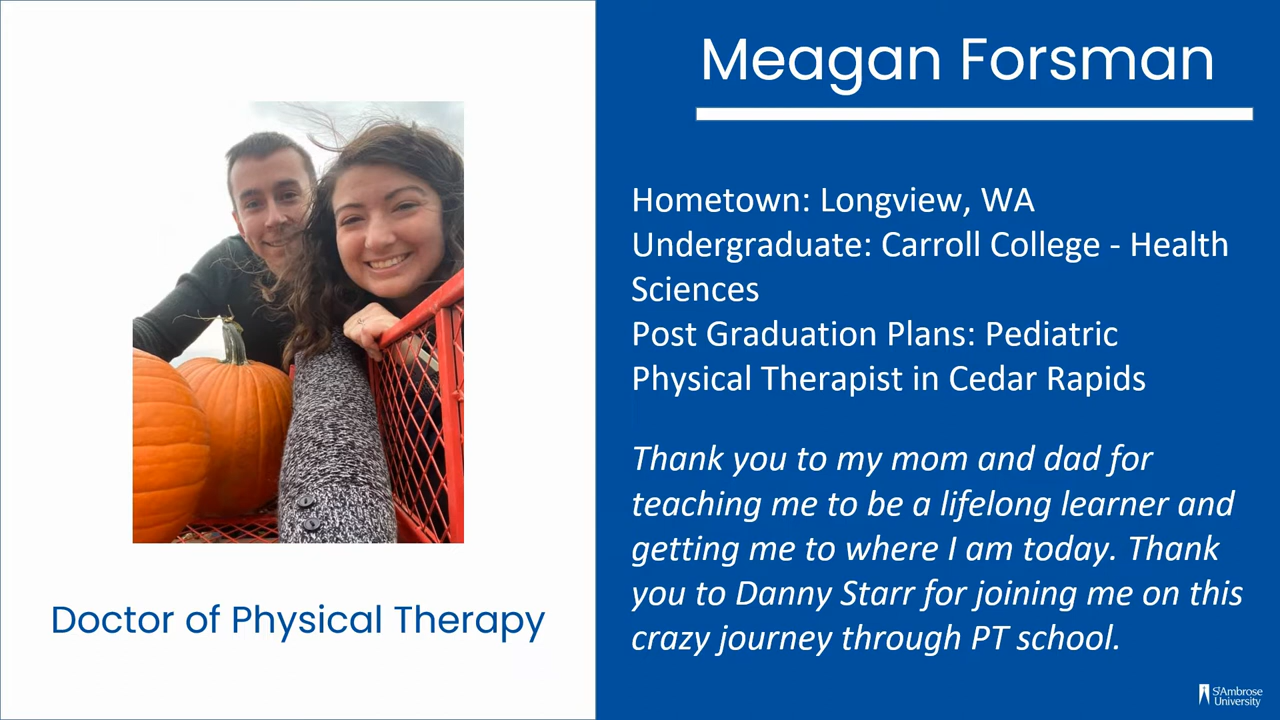 Meagan Forsman
Hometown: Longview, WA
Undergraduate: Carroll College - Health
Sciences
Post Graduation Plans: Pediatric
Physical Therapist in Cedar Rapids
Thank you to my mom and dad for
teaching me to be a lifelong learner and
getting me to where I am today. Thank
you to Danny Starr for joining me on this
crazy journey through PT school.
Doctor of Physical Therapy
St Ambrose
University